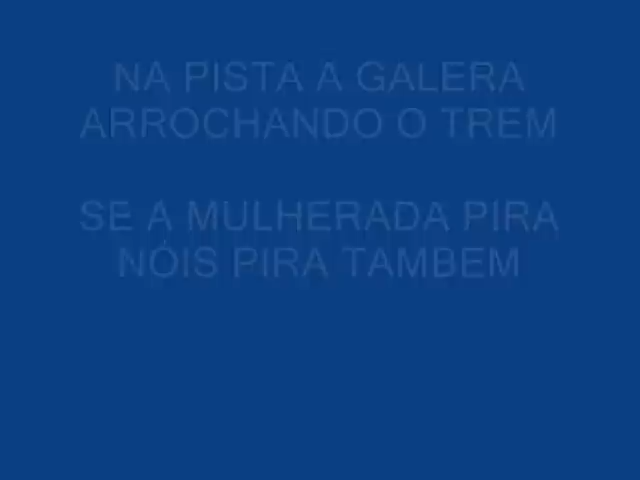 NA PISTA A GALERA
ARROCHANDO O TREM
SE A MULHERADA PIRA
NÓIS PIRA TAMBEM